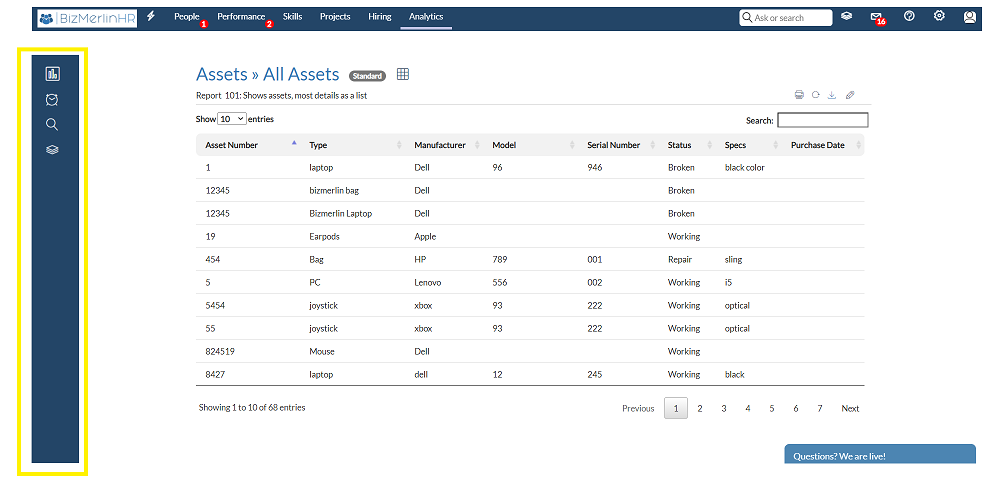 BizMerlinHR People 1 Performance 2 Skills Projects Hiring Analytics Ask or search 16
Assets » All Assets Standard
Report 101: Shows assets, most details as a list
Show 10 entries Search:
Asset Number Type Manufacturer Model Serial Number Status Specs Purchase Date
1 laptop Dell 96 946 Broken black color
12345 bizmerlin bag Dell Broken
12345 Bizmerlin Laptop Dell Broken
19 Earpods Apple Working
454 Bag HP 789 001 Repair sling
5 PC Lenovo 556 002 Working i5
5454 joystick xbox 93 222 Working optical
55 joystick xbox 93 222 Working optical
824519 Mouse Dell Working
8427 laptop dell 12 245 Working black
Showing 1 to 10 of 68 entries Previous 1 2 3 4 5 6 7 Next
Questions? We are live!